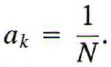 a_k = 1/N.